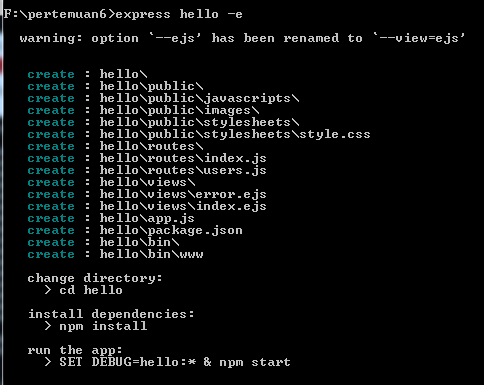 F:\pertemuan6>express hello -e
warning: option `--ejs' has been renamed to `--view=ejs'
create : hello\
create : hello\public\
create : hello\public\javascripts\
create : hello\public\images\
create : hello\public\stylesheets\
create : hello\public\stylesheets\style.css
create : hello\routes\
create : hello\routes\index.js
create : hello\routes\users.js
create : hello\views\
create : hello\views\error.ejs
create : hello\views\index.ejs
create : hello\app.js
create : hello\package.json
create : hello\bin\
create : hello\bin\www
change directory:
> cd hello
install dependencies:
> npm install
run the app:
> SET DEBUG=hello:* & npm start